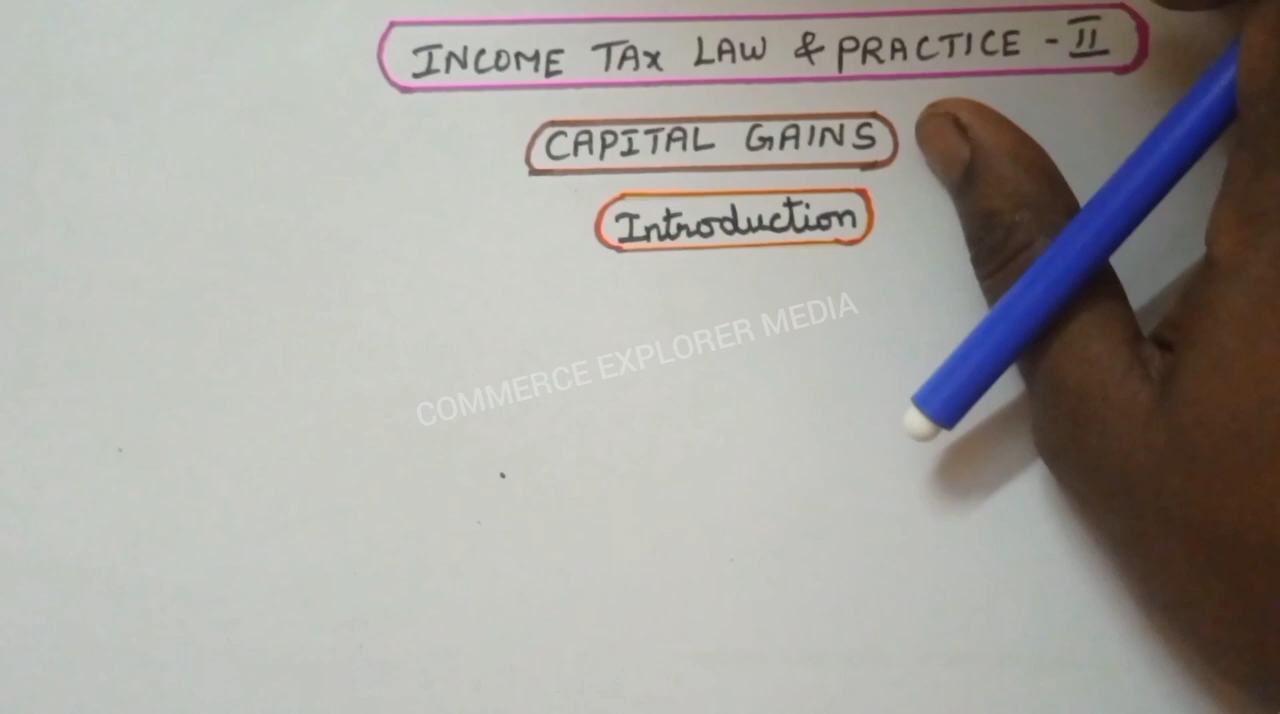 INCOME TAX LAW & PRACTICE - II
CAPITAL GAINS
Introduction
COMMERCE EXPLORER MEDIA